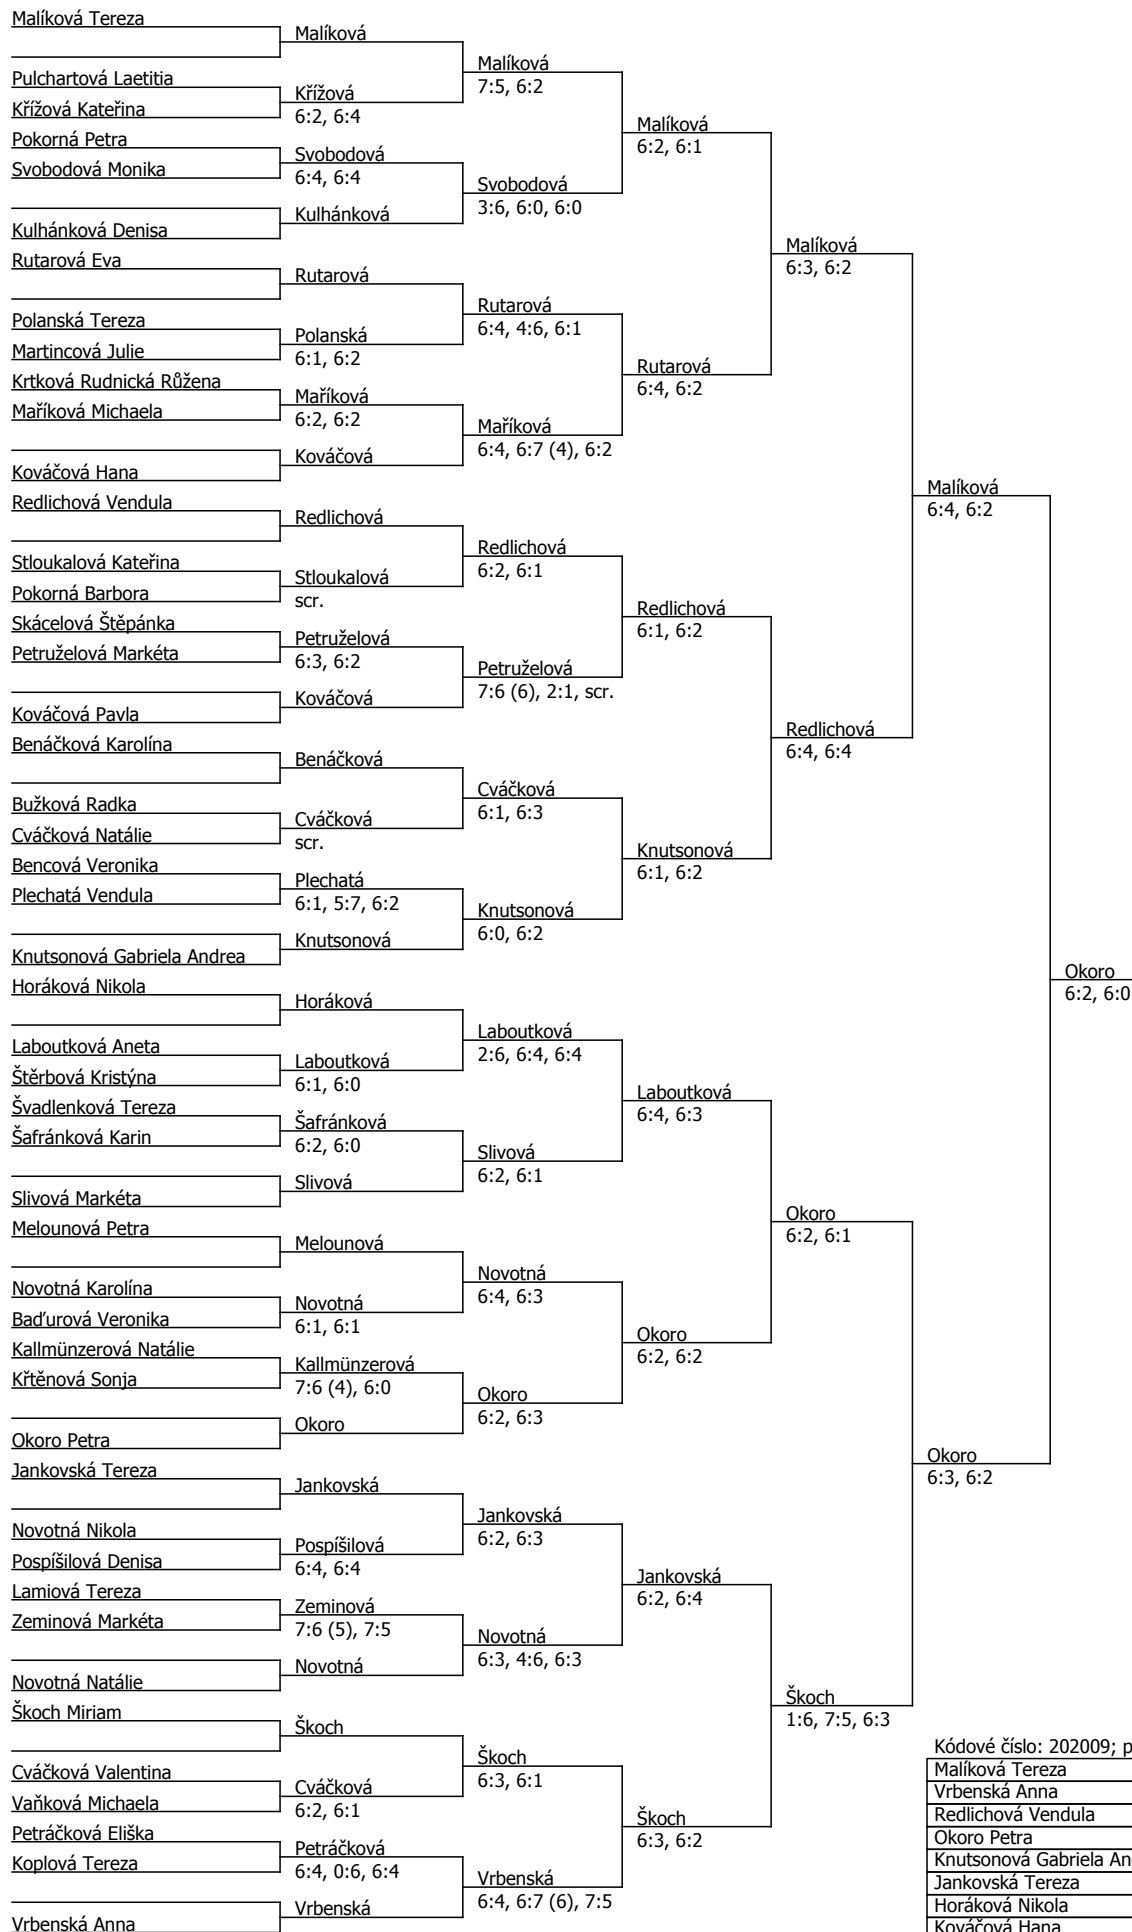 Malíková Tereza
Pulchartová Laetitia
Křížová Kateřina
Pokorná Petra
Svobodová Monika
Kulhánková Denisa
Rutarová Eva
Polanská Tereza
Martincová Julie
Krtková Rudnická Růžena
Maříková Michaela
Kováčová Hana
Redlichová Vendula
Stloukalová Kateřina
Pokorná Barbora
Skácelová Štěpánka
Petruželová Markéta
Kováčová Pavla
Benáčková Karolína
Bužková Radka
Cváčková Natálie
Bencová Veronika
Plechatá Vendula
Knutsonová Gabriela Andrea
Horáková Nikola
Laboutková Aneta
Štěrbová Kristýna
Švadlenková Tereza
Šafránková Karin
Slivová Markéta
Melounová Petra
Novotná Karolína
Baďurová Veronika
Kallmünzerová Natálie
Křtěnová Sonja
Okoro Petra
Jankovská Tereza
Novotná Nikola
Pospíšilová Denisa
Lamiová Tereza
Zeminová Markéta
Novotná Natálie
Škoch Miriam
Cváčková Valentina
Vaňková Michaela
Petráčková Eliška
Koplová Tereza
Vrbenská Anna
Malíková
Křížová
6:2, 6:4
Svobodová
6:4, 6:4
Kulhánková
Rutarová
Polanská
6:1, 6:2
Maříková
6:2, 6:2
Kováčová
Redlichová
Stloukalová
scr.
Petruželová
6:3, 6:2
Kováčová
Benáčková
Cváčková
scr.
Plechatá
6:1, 5:7, 6:2
Knutsonová
Horáková
Laboutková
6:1, 6:0
Šafránková
6:2, 6:0
Slivová
Melounová
Novotná
6:1, 6:1
Kallmünzerová
7:6 (4), 6:0
Okoro
Jankovská
Pospíšilová
6:4, 6:4
Zeminová
7:6 (5), 7:5
Novotná
Škoch
Cváčková
6:2, 6:1
Petráčková
6:4, 0:6, 6:4
Vrbenská
Malíková
7:5, 6:2
Svobodová
3:6, 6:0, 6:0
Rutarová
6:4, 4:6, 6:1
Maříková
6:4, 6:7 (4), 6:2
Redlichová
6:2, 6:1
Petruželová
7:6 (6), 2:1, scr.
Cváčková
6:1, 6:3
Knutsonová
6:0, 6:2
Laboutková
2:6, 6:4, 6:4
Slivová
6:2, 6:1
Novotná
6:4, 6:3
Okoro
6:2, 6:3
Jankovská
6:2, 6:3
Novotná
6:3, 4:6, 6:3
Škoch
6:3, 6:1
Vrbenská
6:4, 6:7 (6), 7:5
Malíková
6:2, 6:1
Rutarová
6:4, 6:2
Redlichová
6:1, 6:2
Knutsonová
6:1, 6:2
Laboutková
6:4, 6:3
Okoro
6:2, 6:2
Jankovská
6:2, 6:4
Škoch
6:3, 6:2
Malíková
6:3, 6:2
Redlichová
6:4, 6:4
Okoro
6:2, 6:1
Škoch
1:6, 7:5, 6:3
Malíková
6:4, 6:2
Okoro
6:3, 6:2
Okoro
6:2, 6:0
Kódové číslo: 202009; p
Malíková Tereza
Vrbenská Anna
Redlichová Vendula
Okoro Petra
Knutsonová Gabriela An
Jankovská Tereza
Horáková Nikola
Kováčová Hana